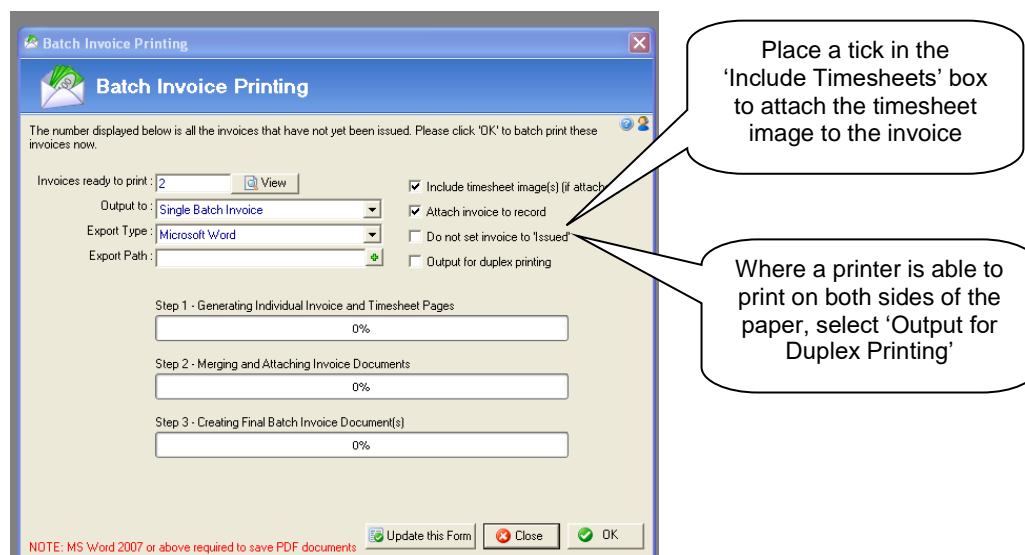 Batch Invoice Printing
Batch Invoice Printing
The number displayed below is all the invoices that have not yet been issued. Please click 'OK' to batch print these
invoices now.
Invoices ready to print : 2 View
Output to : Single Batch Invoice
Export Type : Microsoft Word
Export Path :
Include timesheet image(s) (if attach
Attach invoice to record
Do not set invoice to 'Issued'
Output for duplex printing
Step 1 - Generating Individual Invoice and Timesheet Pages
0%
Step 2 - Merging and Attaching Invoice Documents
0%
Step 3 - Creating Final Batch Invoice Document(s)
0%
NOTE: MS Word 2007 or above required to save PDF documents
Update this Form Close OK
Place a tick in the
‘Include Timesheets’ box
to attach the timesheet
image to the invoice
Where a printer is able to
print on both sides of the
paper, select ‘Output for
Duplex Printing’